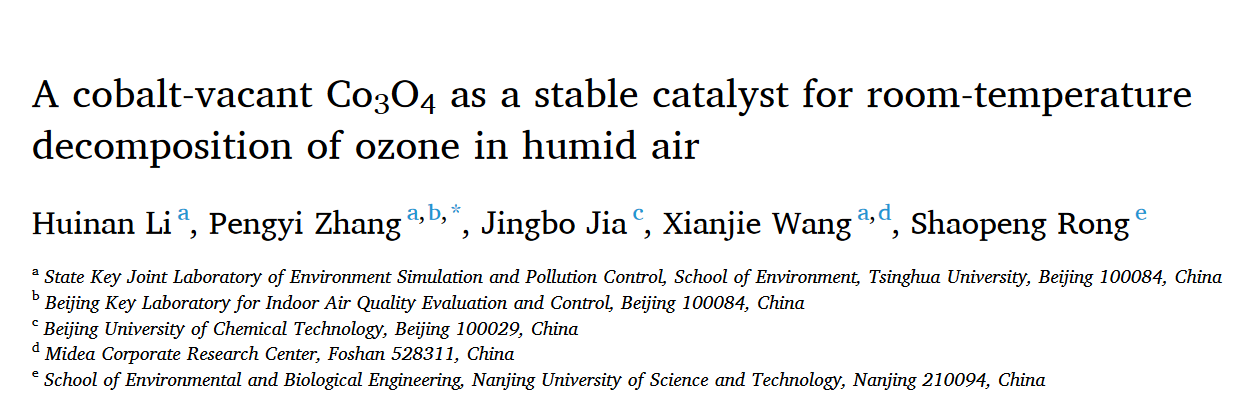 A cobalt-vacant Co₃O₄ as a stable catalyst for room-temperature
decomposition of ozone in humid air
Huinan Li ᵃ, Pengyi Zhang ᵃ,ᵇ,*, Jingbo Jia ᶜ, Xianjie Wang ᵃ,ᵈ, Shaopeng Rong ᵉ
ᵃ State Key Joint Laboratory of Environment Simulation and Pollution Control, School of Environment, Tsinghua University, Beijing 100084, China
ᵇ Beijing Key Laboratory for Indoor Air Quality Evaluation and Control, Beijing 100084, China
ᶜ Beijing University of Chemical Technology, Beijing 100029, China
ᵈ Midea Corporate Research Center, Foshan 528311, China
ᵉ School of Environmental and Biological Engineering, Nanjing University of Science and Technology, Nanjing 210094, China